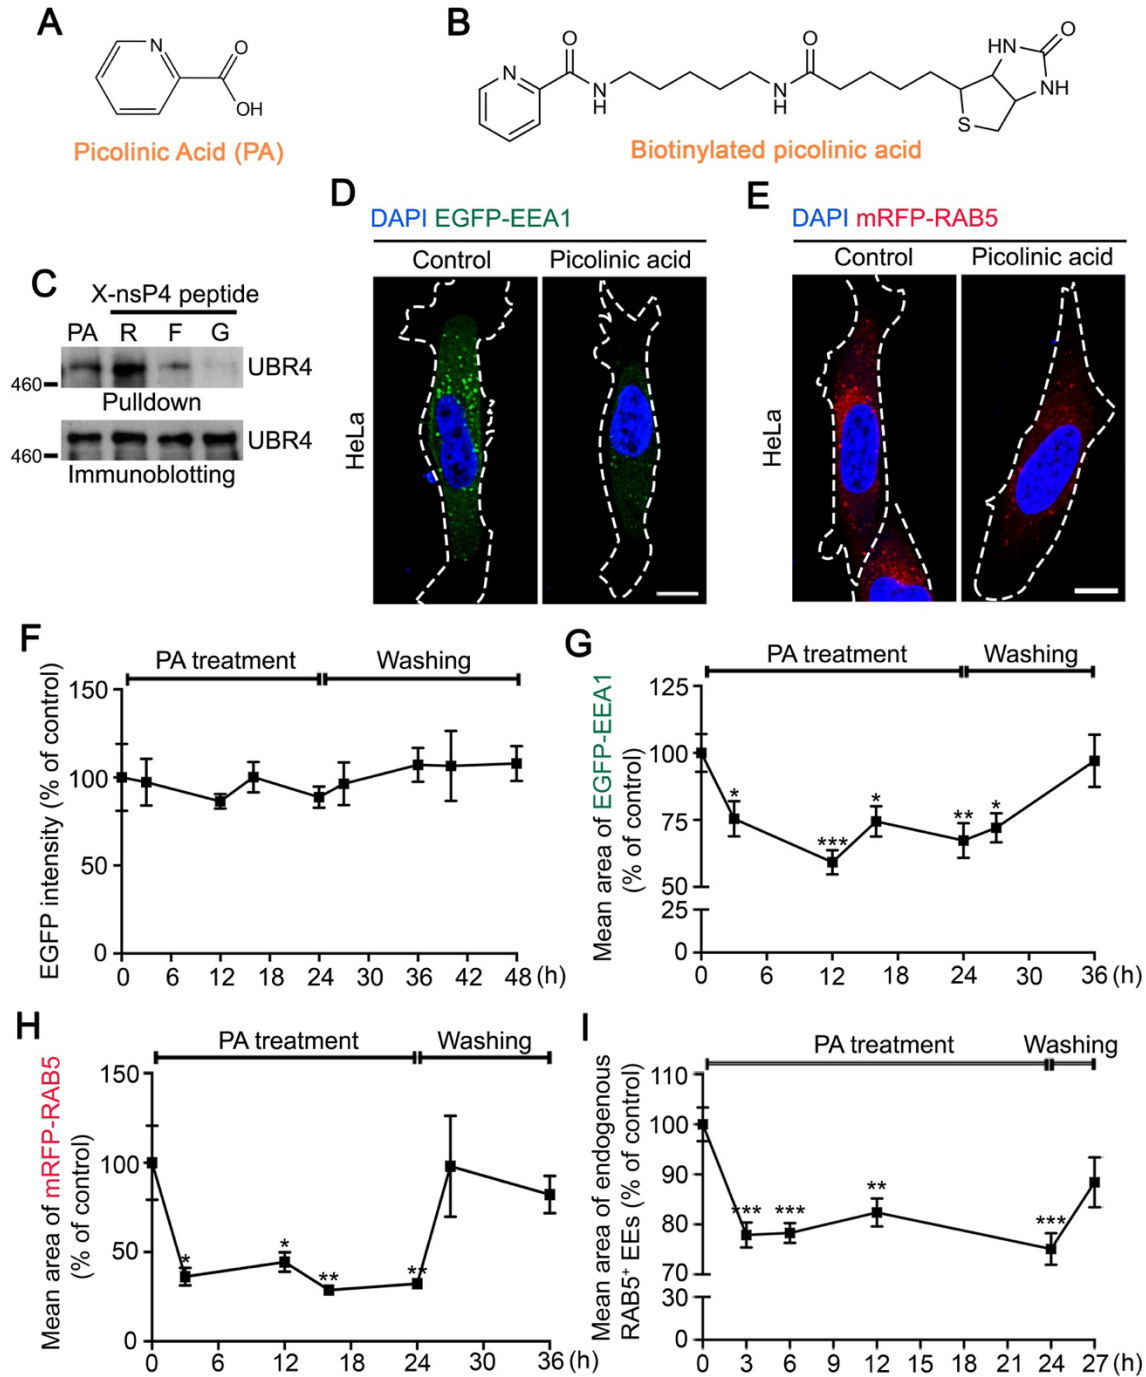 A
N
O
OH
Picolinic Acid (PA)
B
N
O
N
H
H
N
O
S
HN
NH
O
Biotinylated picolinic acid
C
X-nsP4 peptide
PA R F G
460
UBR4
Pulldown
460
UBR4
Immunoblotting
D
DAPI EGFP-EEA1
Control Picolinic acid
HeLa
E
DAPI mRFP-RAB5
Control Picolinic acid
HeLa
F
PA treatment Washing
EGFP intensity (% of control)
150
100
50
0
0 6 12 18 24 30 36 42 48 (h)
G
PA treatment Washing
Mean area of EGFP-EEA1
(% of control)
125
100
75
50
25
0
* *** * ** *
0 6 12 18 24 30 36 (h)
H
PA treatment Washing
Mean area of mRFP-RAB5
(% of control)
150
100
50
0
* * ** **
0 6 12 18 24 30 36 (h)
I
PA treatment Washing
Mean area of endogenous
RAB5+ EEs (% of control)
110
100
90
80
70
30
0
*** *** ** ***
0 3 6 9 12 15 18 21 24 27 (h)